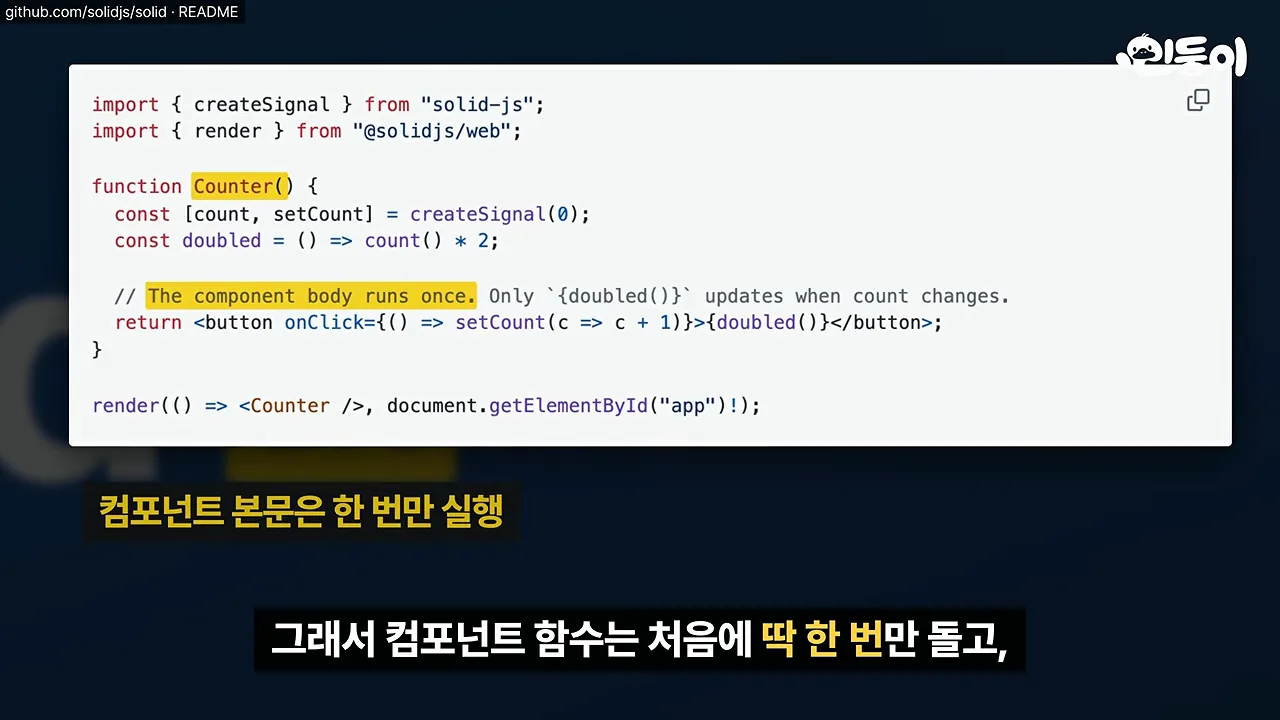 github.com/solidjs/solid · README
외둥이
import { createSignal } from "solid-js";
import { render } from "@solidjs/web";
function Counter() {
const [count, setCount] = createSignal(0);
const doubled = () => count() * 2;
// The component body runs once. Only `{doubled()}` updates when count changes.
return <button onClick={() => setCount(c => c + 1)}>{doubled()}</button>;
}
render(() => <Counter />, document.getElementById("app")!);
컴포넌트 본문은 한 번만 실행
그래서 컴포넌트 함수는 처음에 딱 한 번만 돌고,